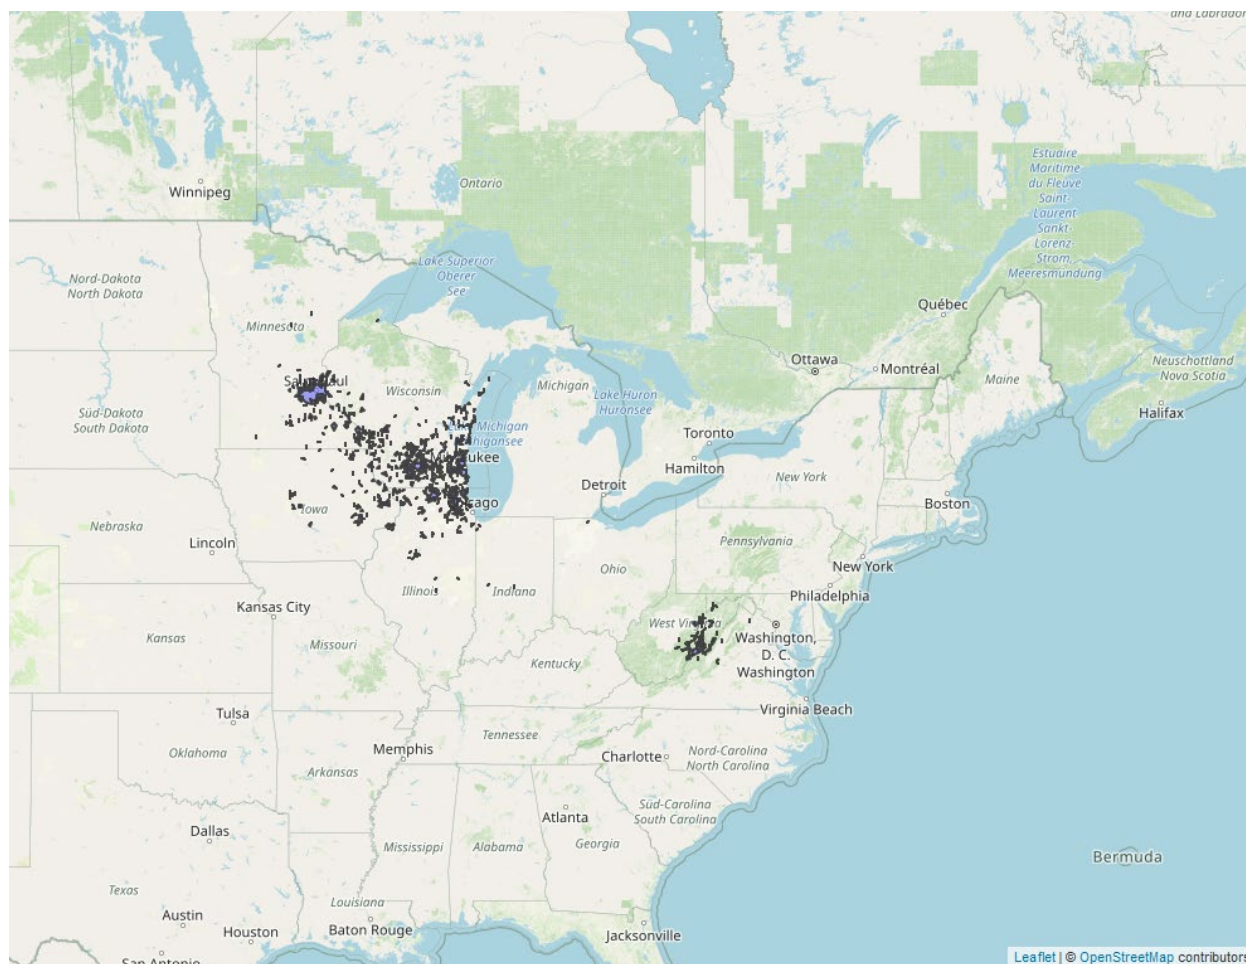 and Labrador
Winnipeg
Ontario
Estuaire
Maritime
du Fleuve
Saint-
Laurent
Sankt-
Lorenz-
Strom,
Meeresmundung
Lake Superior
Oberer
See
Nord-Dakota
North Dakota
Québec
Minnesota
Ottawa
Montréal
Neuschottland
Nova Scotia
Maine
Wisconsin
Michigan
Lake Huron
Huronsee
Süd-Dakota
South Dakota
Halifax
Toronto
Hamilton
New York
Detroit
Boston
Iowa
Nebraska
Lincoln
Pennsylvania
New York
Ohio
Philadelphia
Illinois
Indiana
Kansas City
Kansas
Missouri
Washington,
D. C.
Washington
Kentucky
Virginia Beach
Tulsa
Tennessee
Memphis
Oklahoma
Charlotte
Nord-Carolina
North Carolina
Arkansas
Süd-Carolina
South Carolina
Atlanta
Dallas
Mississippi
Alabama
Georgia
Bermuda
Texas
Louisiana
Austin
Houston
Baton Rouge
Jacksonville
San Antonio
Leaflet | © OpenStreetMap contributors